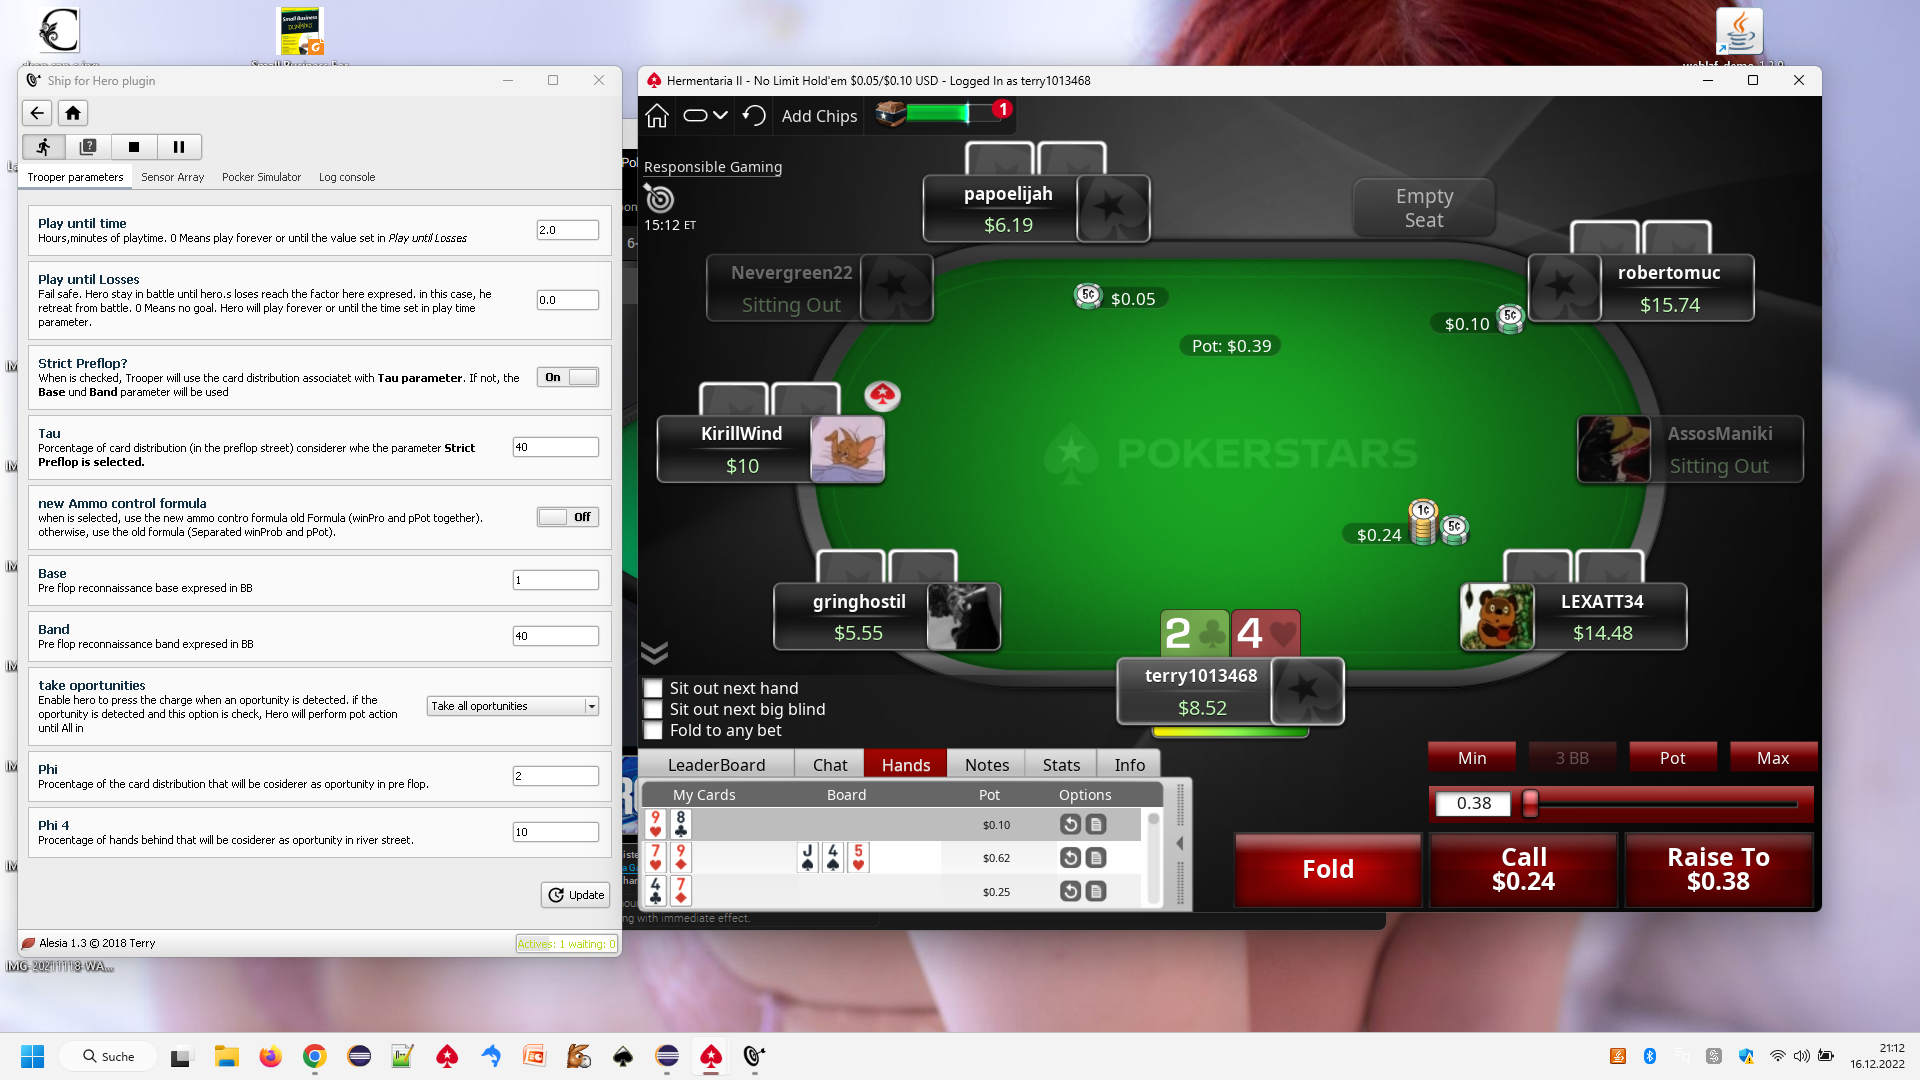 Ship for Hero plugin
Trooper parameters
Sensor Array
Pocker Simulator
Log console
Play until time
Hours,minutes of playtime. 0 Means play forever or until the value set in Play until Losses
2.0
Play until Losses
Fail safe. Hero stay in battle until hero.s loses reach the factor here expresed. in this case, he
retreat from battle. 0 Means no goal. Hero will play forever or until the time set in play time
parameter.
0.0
Strict Preflop?
When is checked, Trooper will use the card distribution associatet with Tau parameter. If not, the
Base und Band parameter will be used
On
Tau
Porcentage of card distribution (in the preflop street) considerer whe the parameter Strict
Preflop is selected.
40
new Ammo control formula
when is selected, use the new ammo contro formula old Formula (winPro and pPot together).
otherwise, use the old formula (Separated winProb and pPot).
Off
Base
Pre flop reconnaissance base expresed in BB
1
Band
Pre flop reconnaissance band expresed in BB
40
take oportunities
Enable hero to press the charge when an oportunity is detected. if the
oportunity is detected and this option is check, Hero will perform pot action
until All in
Take all oportunities
Phi
Percentage of the card distribution that will be cosiderer as oportunity in pre flop.
2
Phi 4
Procentage of hands behind that will be cosiderer as oportunity in river street.
10
Update
Alesia 1.3 © 2018 Terry
Actives: 1 waiting: 0
Hermentaria II - No Limit Hold'em $0.05/$0.10 USD - Logged In as terry1013468
Add Chips
1
Responsible Gaming
15:12 ET
papoelijah
$6.19
Empty
Seat
Nevergreen22
Sitting Out
robertomuc
$15.74
5¢
$0.05
$0.10
5¢
Pot: $0.39
KirillWind
$10
POKERSTARS
AssosManiki
Sitting Out
$0.24
1¢
5¢
gringhostil
$5.55
2
4
LEXATT34
$14.48
terry1013468
$8.52
Sit out next hand
Sit out next big blind
Fold to any bet
LeaderBoard
Chat
Hands
Notes
Stats
Info
My Cards
Board
Pot
Options
9
8
$0.10
7
9
J
4
5
$0.62
4
7
$0.25
ng with immediate effect.
Min
3 BB
Pot
Max
0.38
Fold
Call
$0.24
Raise To
$0.38
Small Business
DUMMIES
IMG-20211118-WA...
Suche
21:12
16.12.2022